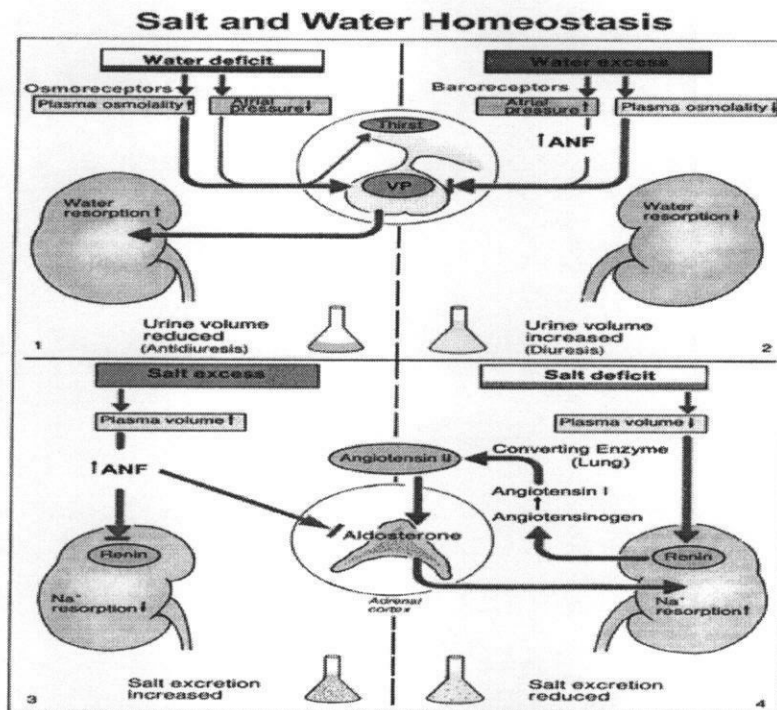 Salt and Water Homeostasis
Water deficit
Osmoreceptors
Plasma osmolality↑
Atrial
pressure↓
Water resorption↑
Urine volume
reduced
(Antidiuresis)
1
Thirst
VP
Water excess
Baroreceptors
Atrial
pressure↑
Plasma osmolality↓
↑ANF
Water
resorption↓
Urine volume
increased
(Diuresis)
2
Salt excess
Plasma volume↑
↑ANF
Renin
Na⁺
resorption↓
Salt excretion
increased
3
Angiotensin II
Aldosterone
Adrenal
cortex
Salt deficit
Plasma volume↓
Converting Enzyme
(Lung)
Angiotensin I
↑
Angiotensinogen
Renin
Na⁺
resorption↑
Salt excretion
reduced
4